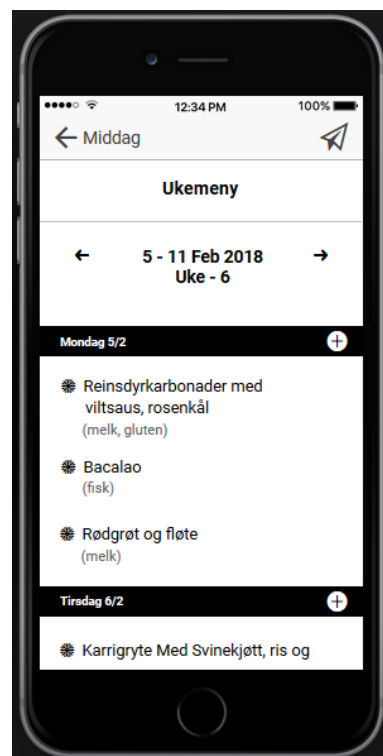 12:34 PM
100%
Middag
Ukemeny
5 - 11 Feb 2018
Uke - 6
Mondag 5/2
Reinsdyrkarbonader med
viltsaus, rosenkål
(melk, gluten)
Bacalao
(fisk)
Rødgrøt og fløte
(melk)
Tirsdag 6/2
Karrigryte Med Svinekjøtt, ris og